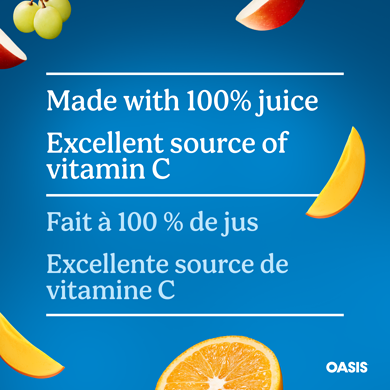 Made with 100% juice
Excellent source of
vitamin C
Fait à 100 % de jus
Excellente source de
vitamine C
OASIS